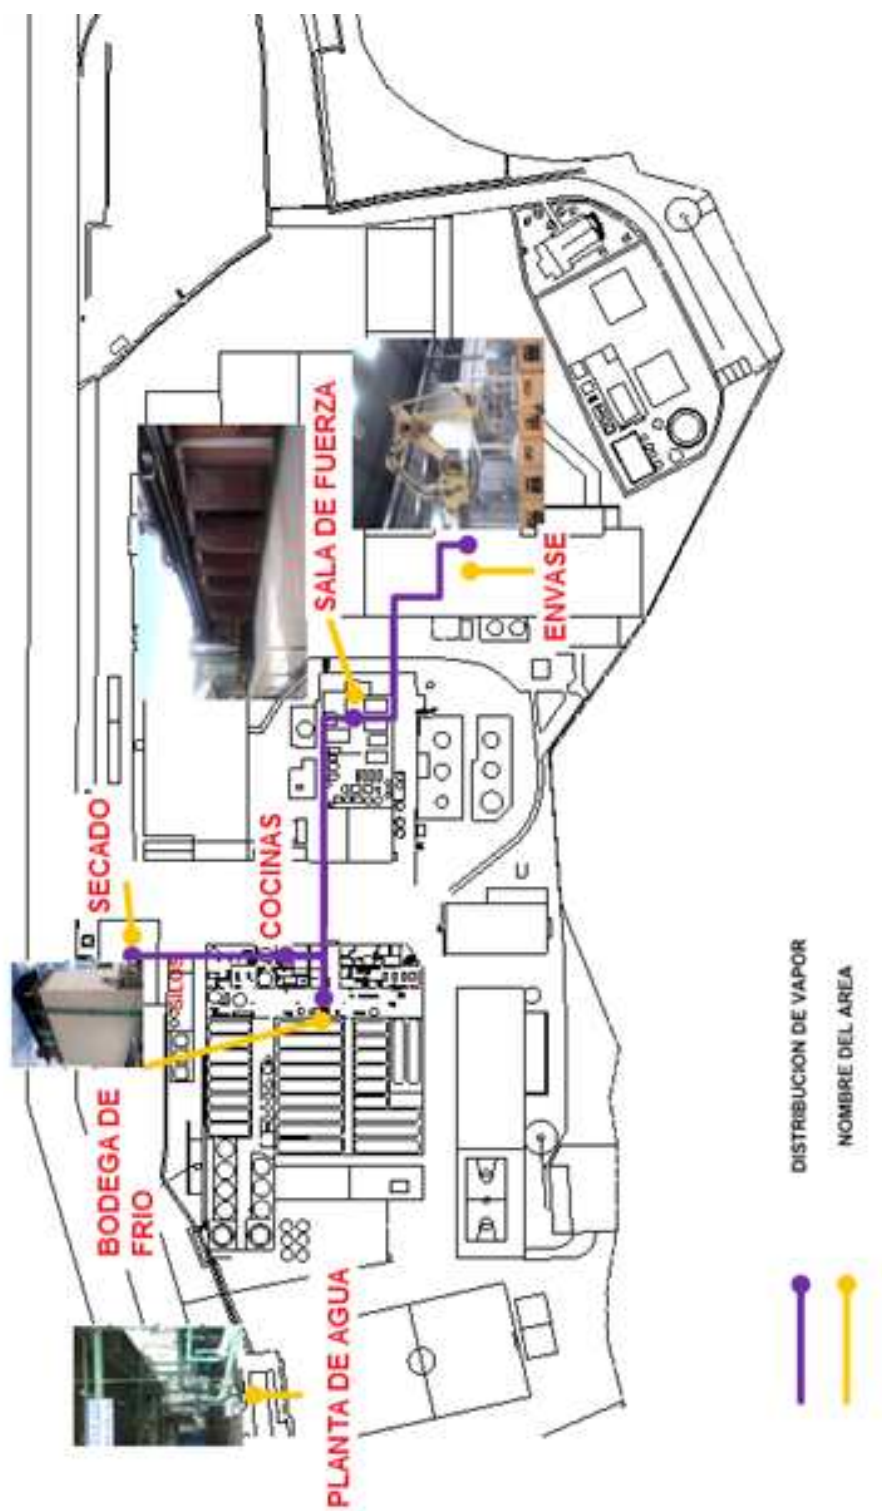 PLANTA DE AGUA
BODEGA DE
FRIO
SILOS
SECADO
COCINAS
SALA DE FUERZA
ENVASE
DISTRIBUCION DE VAPOR
NOMBRE DEL AREA